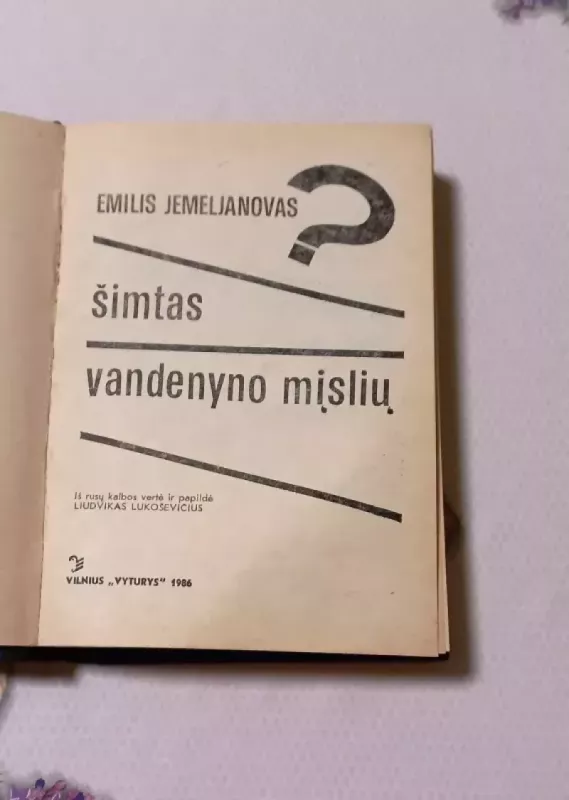 EMILIS JEMELJANOVAS
?
šimtas
vandenyno mįslių
Iš rusų kalbos vertė ir papildė
LIUDVIKAS LUKOŠEVIČIUS
VILNIUS „VYTURYS“ 1986